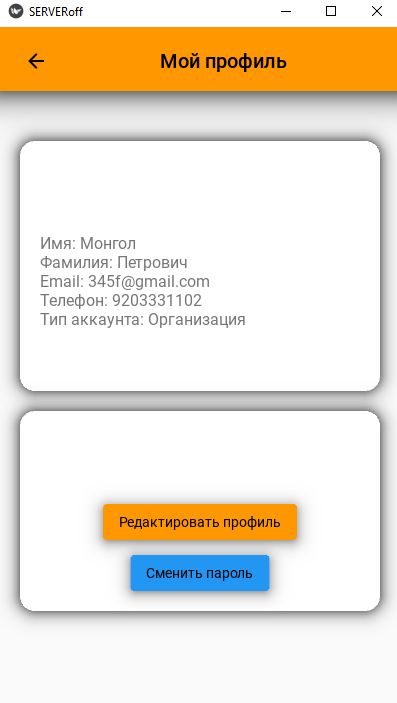 SERVERoff
Мой профиль
Имя: Монгол
Фамилия: Петрович
Email: 345f@gmail.com
Телефон: 9203331102
Тип аккаунта: Организация
Редактировать профиль
Сменить пароль